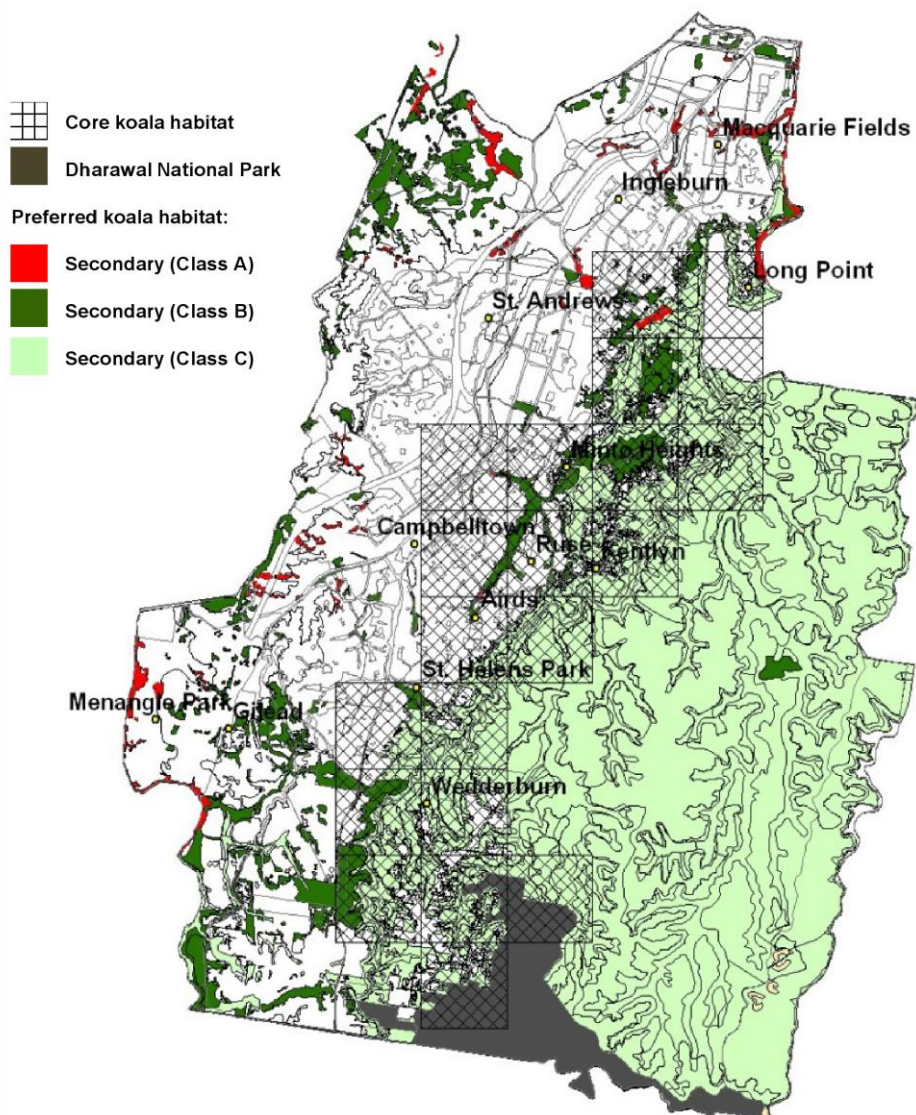 Core koala habitat
Dharawal National Park
Preferred koala habitat:
Secondary (Class A)
Secondary (Class B)
Secondary (Class C)
Macquarie Fields
Ingleburn
Long Point
St. Andrews
Minto Heights
Campbelltown
Ruse
Kentlyn
Airds
St. Helens Park
Menangle Park
Gilead
Wedderburn